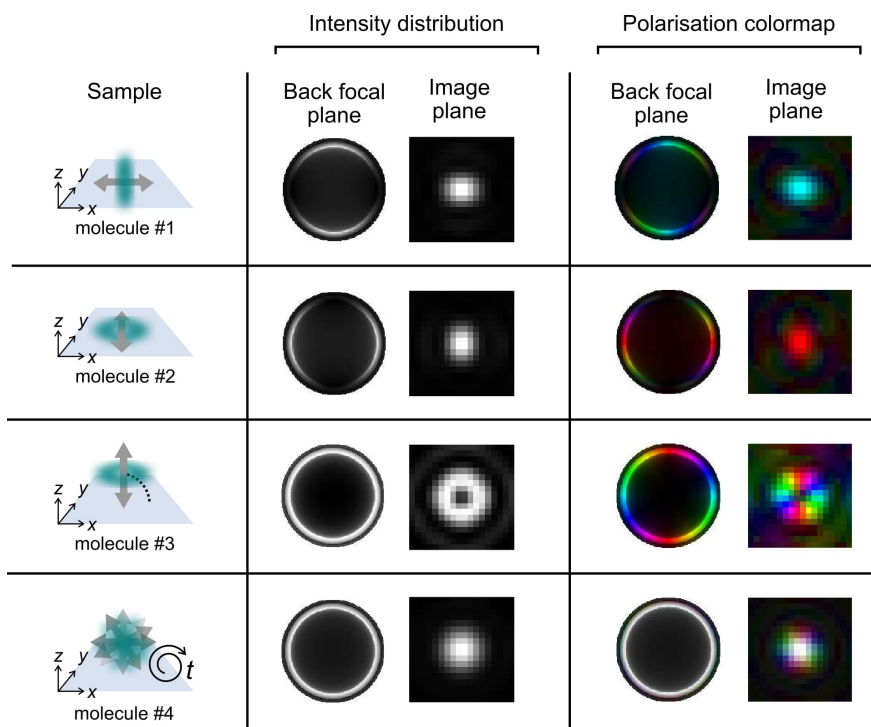 Intensity distribution
Polarisation colormap
Sample
Back focal
plane
Image
plane
Back focal
plane
Image
plane
z
y
x
molecule #1
z
y
x
molecule #2
z
y
x
molecule #3
z
y
x
t
molecule #4